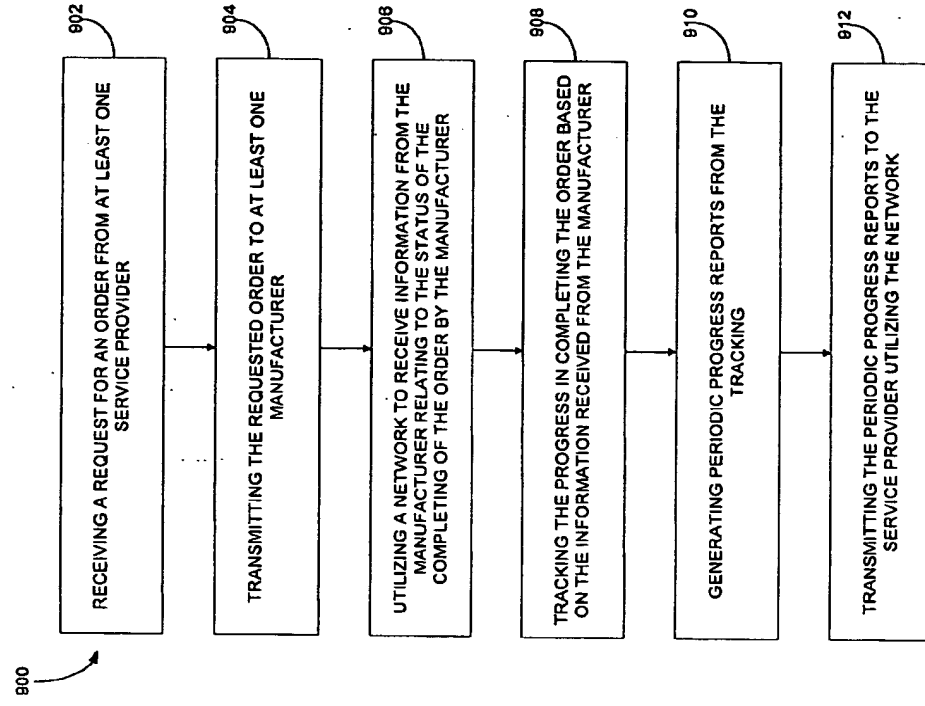 900
902
RECEIVING A REQUEST FOR AN ORDER FROM AT LEAST ONE
SERVICE PROVIDER
904
TRANSMITTING THE REQUESTED ORDER TO AT LEAST ONE
MANUFACTURER
906
UTILIZING A NETWORK TO RECEIVE INFORMATION FROM THE
MANUFACTURER RELATING TO THE STATUS OF THE
COMPLETING OF THE ORDER BY THE MANUFACTURER
908
TRACKING THE PROGRESS IN COMPLETING THE ORDER BASED
ON THE INFORMATION RECEIVED FROM THE MANUFACTURER
910
GENERATING PERIODIC PROGRESS REPORTS FROM THE
TRACKING
912
TRANSMITTING THE PERIODIC PROGRESS REPORTS TO THE
SERVICE PROVIDER UTILIZING THE NETWORK